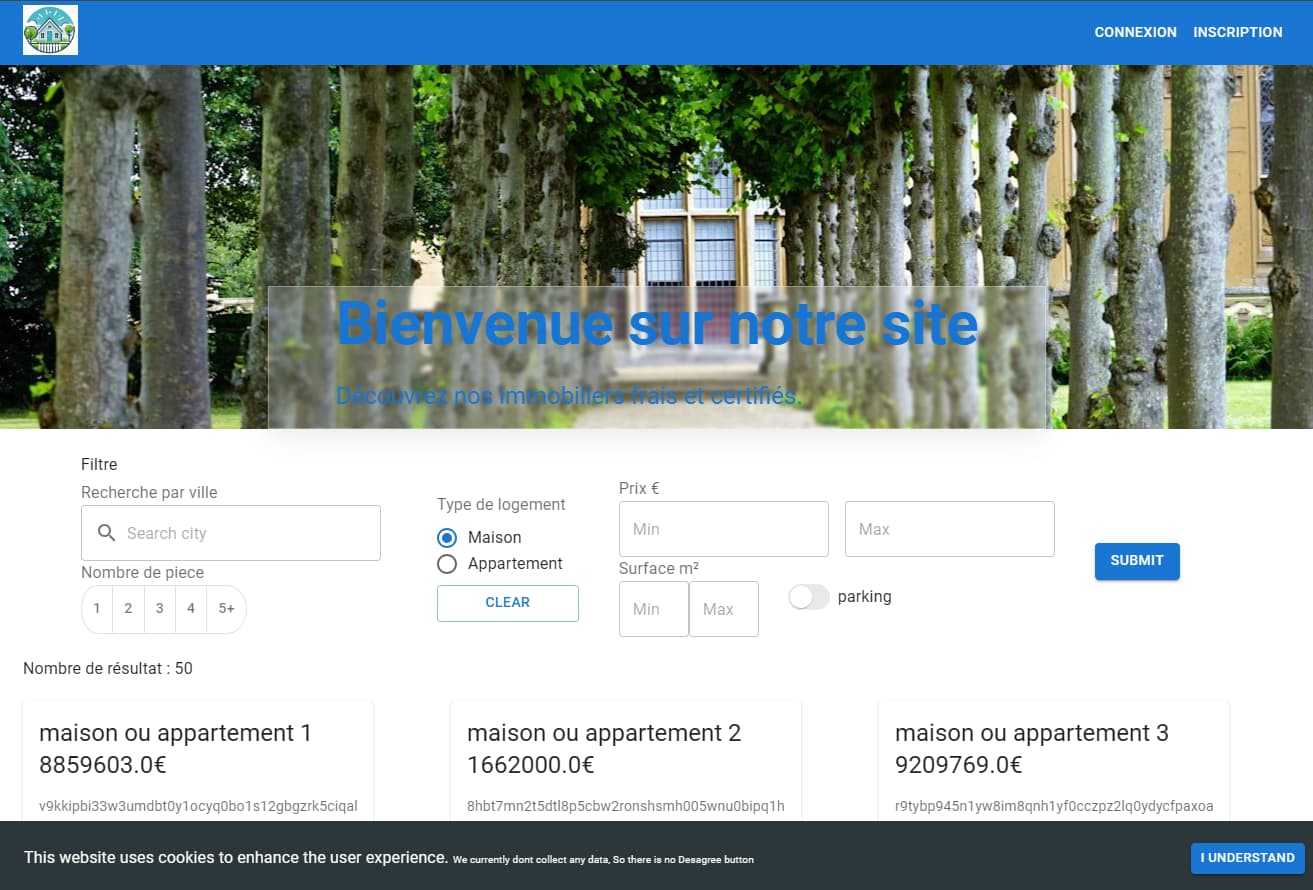 CONNEXION INSCRIPTION
Bienvenue sur notre site
Découvrez nos immobiliers frais et certifiés.
Filtre
Recherche par ville
Search city
Nombre de piece
1 2 3 4 5+
Type de logement
Maison
Appartement
CLEAR
Prix €
Min Max
Surface m²
Min Max
parking
SUBMIT
Nombre de résultat : 50
maison ou appartement 1
8859603.0€
v9kkipbi33w3umdbt0y1ocyq0bo1s12gbgzrk5ciqal
maison ou appartement 2
1662000.0€
8hbt7mn2t5dtl8p5cbw2ronshsmh005wnu0bipq1h
maison ou appartement 3
9209769.0€
r9tybp945n1yw8im8qnh1yf0cczpz2lq0ydycfpaxoa
This website uses cookies to enhance the user experience. We currently dont collect any data, So there is no Desagree button
I UNDERSTAND